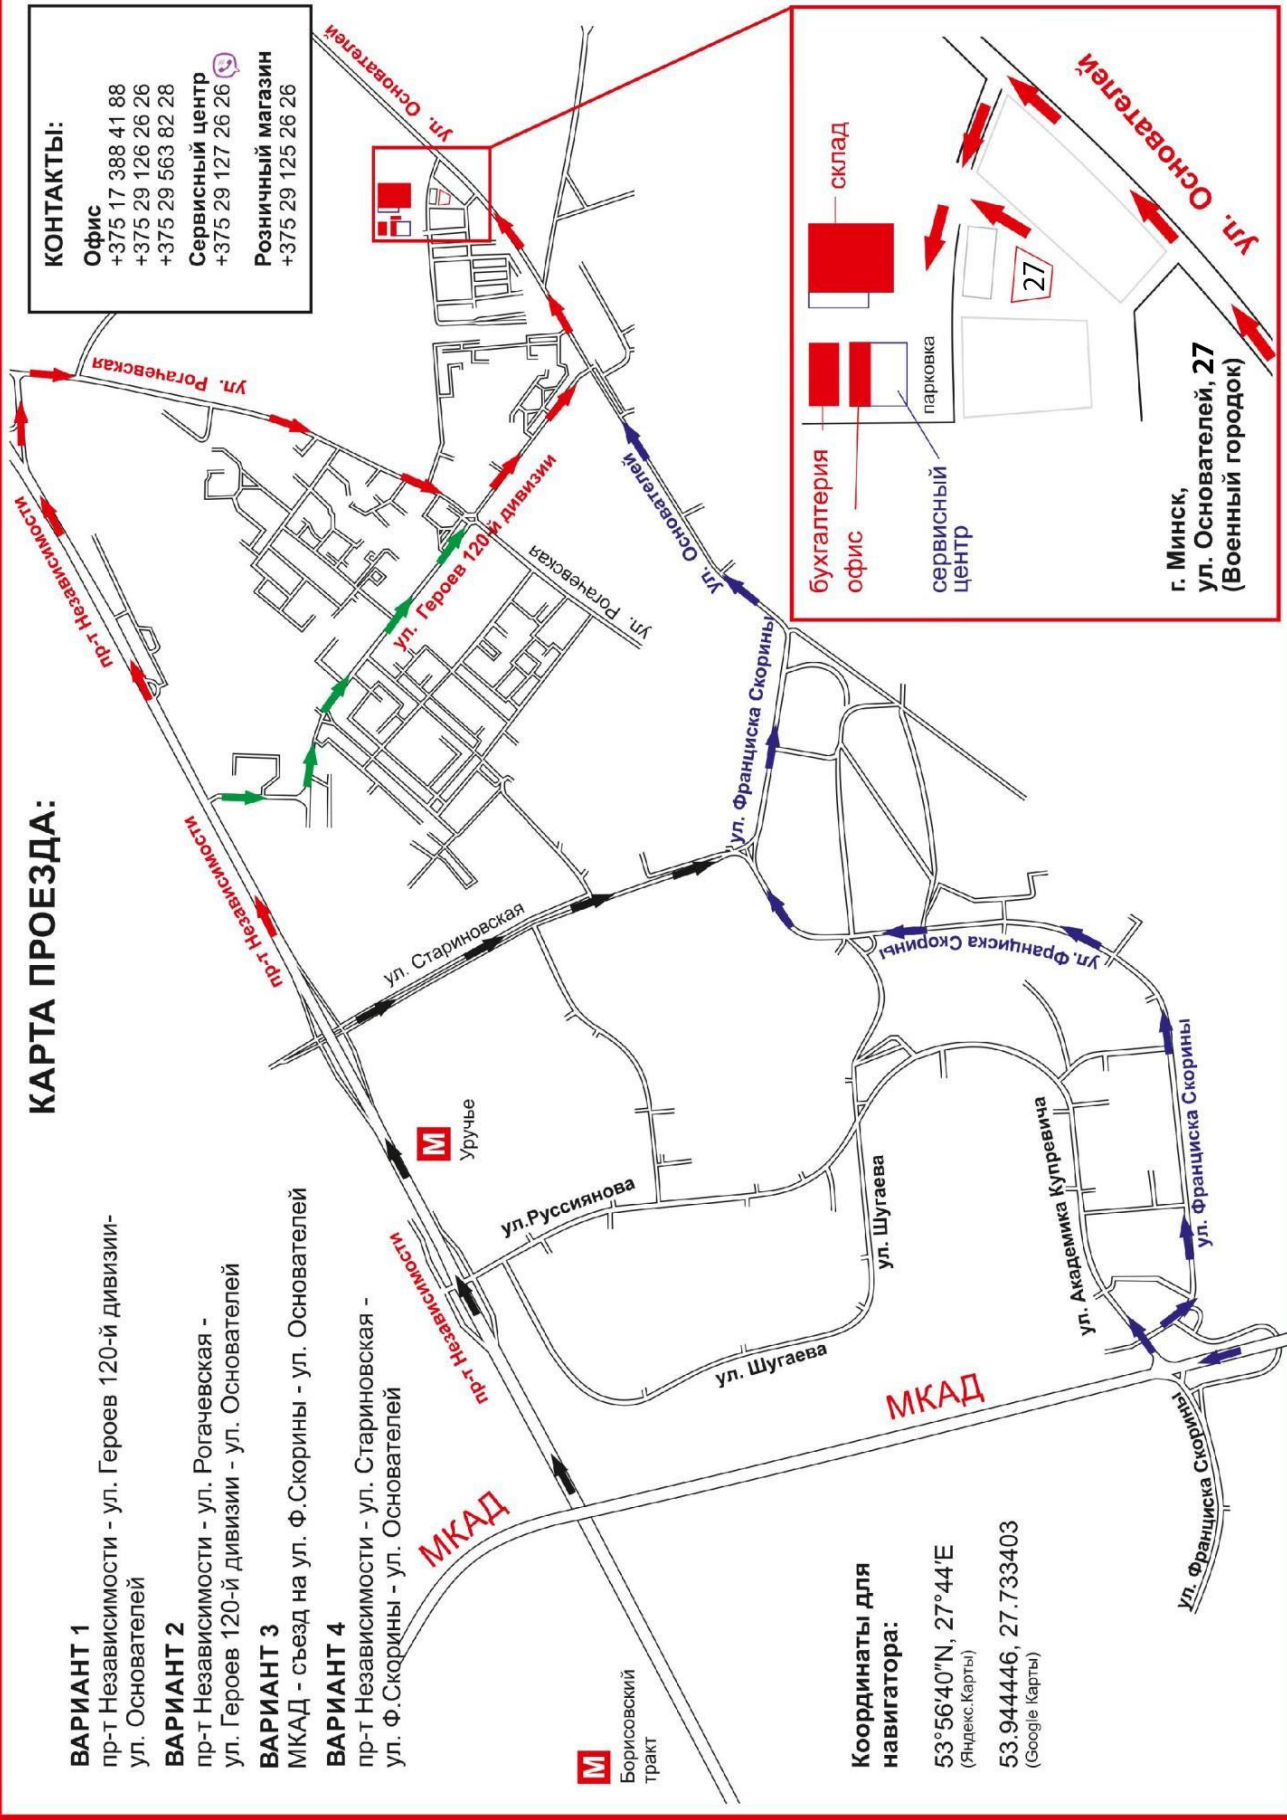 КАРТА ПРОЕЗДА:
ВАРИАНТ 1
пр-т Независимости - ул. Героев 120-й дивизии-
ул. Основателей
ВАРИАНТ 2
пр-т Независимости - ул. Рогачевская -
ул. Героев 120-й дивизии - ул. Основателей
ВАРИАНТ 3
МКАД - съезд на ул. Ф.Скорины - ул. Основателей
ВАРИАНТ 4
пр-т Независимости - ул. Стариновская -
ул. Ф.Скорины - ул. Основателей
КОНТАКТЫ:
Офис
+375 17 388 41 88
+375 29 126 26 26
+375 29 563 82 28
Сервисный центр
+375 29 127 26 26
Розничный магазин
+375 29 125 26 26
пр-т Независимости
пр-т Независимости
пр-т Независимости
пр-т Независимости
ул. Рогачевская
ул. Основателей
ул. Героев 120-й дивизии
ул. Рогачевская
ул. Стариновская
М
Уручье
ул.Руссиянова
ул. Основателей
ул. Франциска Скорины
ул. Франциска Скорины
ул. Шугаева
ул. Шугаева
ул. Академика Купревича
ул. Франциска Скорины
ул. Франциска Скорины
МКАД
МКАД
М
Борисовский
тракт
Координаты для
навигатора:
53°56'40"N, 27°44'E
(Яндекс.Карты)
53.944446, 27.733403
(Google Карты)
бухгалтерия
офис
склад
парковка
сервисный
центр
27
ул. Основателей
г. Минск,
ул. Основателей, 27
(Военный городок)